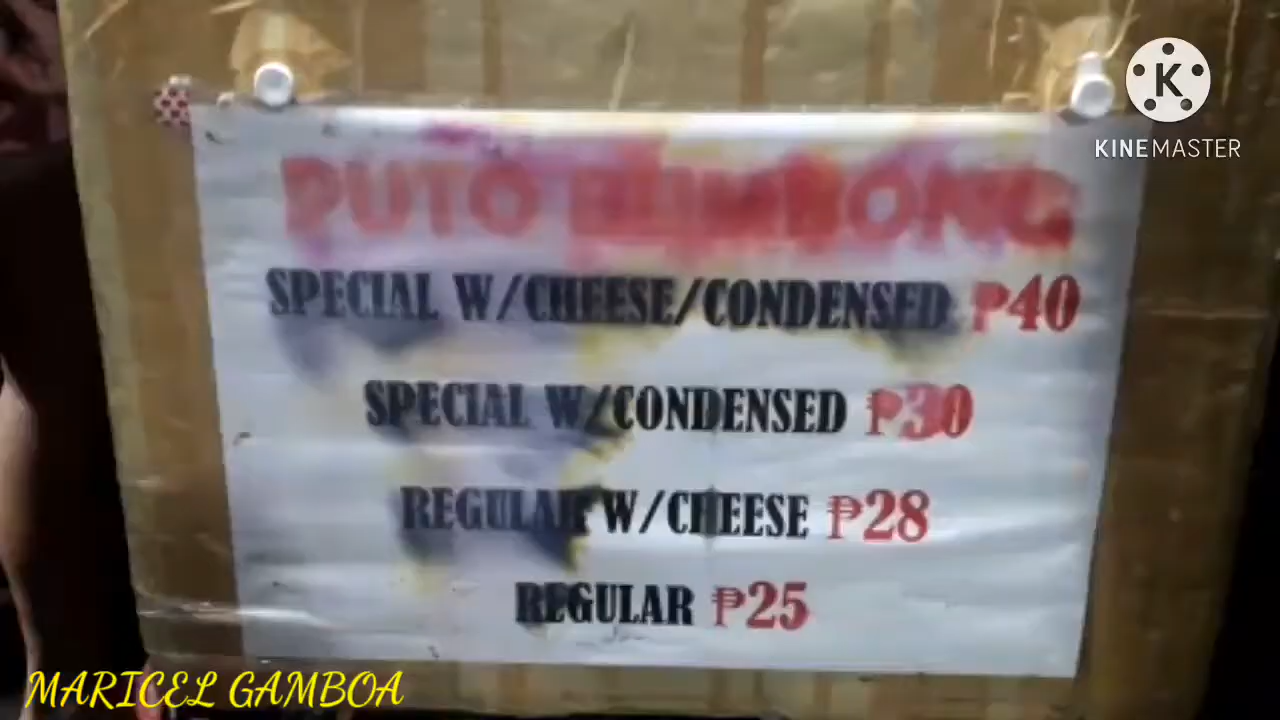 K
KINEMASTER
PUTO BUMBONG
SPECIAL W/CHEESE/CONDENSED ₱40
SPECIAL W/CONDENSED ₱30
REGULAR W/CHEESE ₱28
REGULAR ₱25
MARICEL GAMBOA